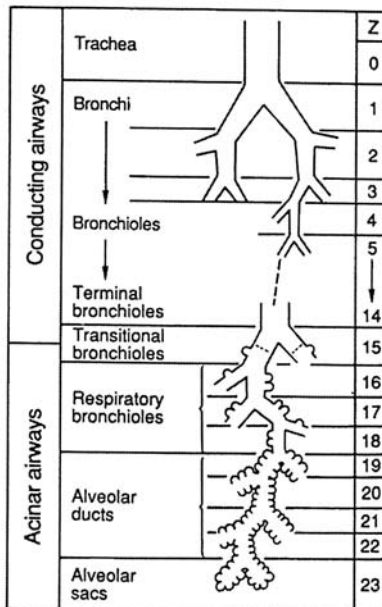 Z
Trachea
0
Conducting airways
Bronchi
1
2
3
Bronchioles
4
5
Terminal
bronchioles
14
Transitional
bronchioles
15
Acinar airways
16
Respiratory
bronchioles
17
18
19
Alveolar
ducts
20
21
22
Alveolar
sacs
23